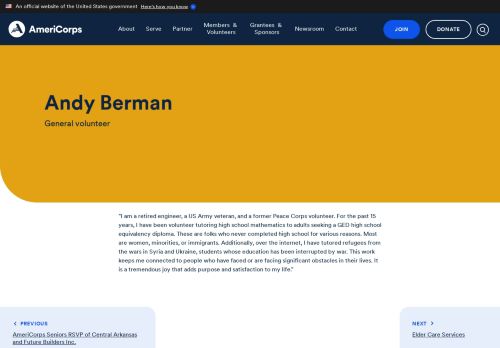 An official website of the United States government Here's how you know
AmeriCorps
About Serve Partner Members & Volunteers Grantees & Sponsors Newsroom Contact JOIN DONATE
Andy Berman
General volunteer
"I am a retired engineer, a US Army veteran, and a former Peace Corps volunteer. For the past 15
years, I have been volunteer tutoring high school mathematics to adults seeking a GED high school
equivalency diploma. These are folks who never completed high school for various reasons. Most
are women, minorities, or immigrants. Additionally, over the internet, I have tutored refugees from
the wars in Syria and Ukraine, students whose education has been interrupted by war. This work
keeps me connected to people who have faced or are facing significant obstacles in their lives. It
is a tremendous joy that adds purpose and satisfaction to my life."
PREVIOUS
AmeriCorps Seniors RSVP of Central Arkansas
and Future Builders Inc.
NEXT
Elder Care Services